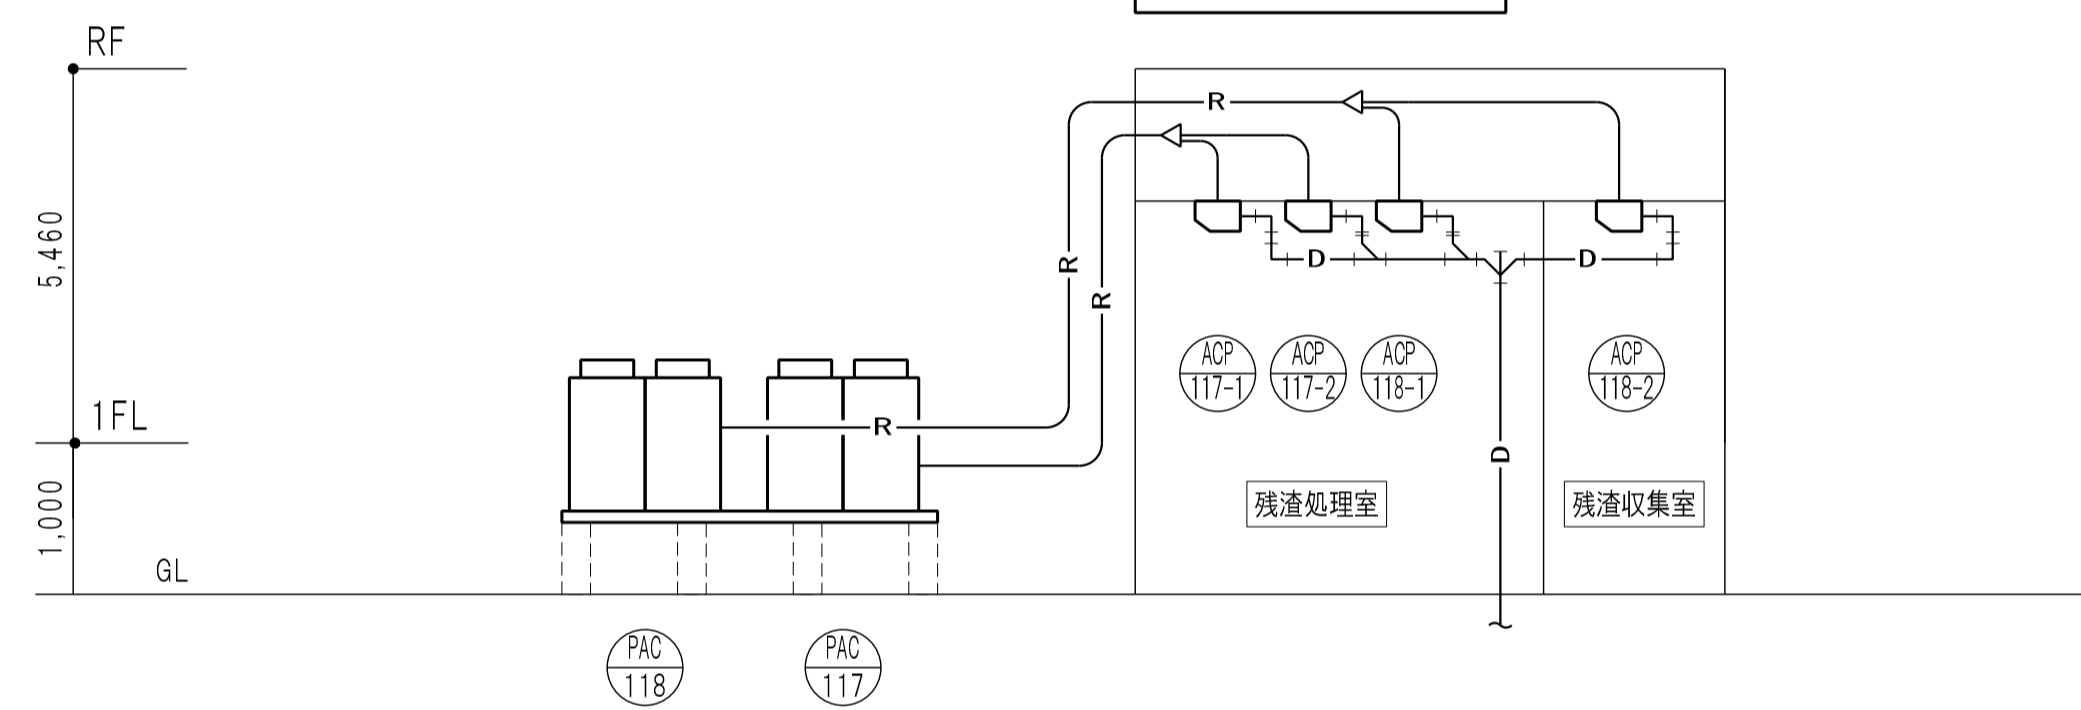 RF
R
R
R
5,460
D
D
ACP
117-1
ACP
117-2
ACP
118-1
ACP
118-2
1FL
R
D
1,000
残渣処理室
残渣収集室
GL
PAC
118
PAC
117